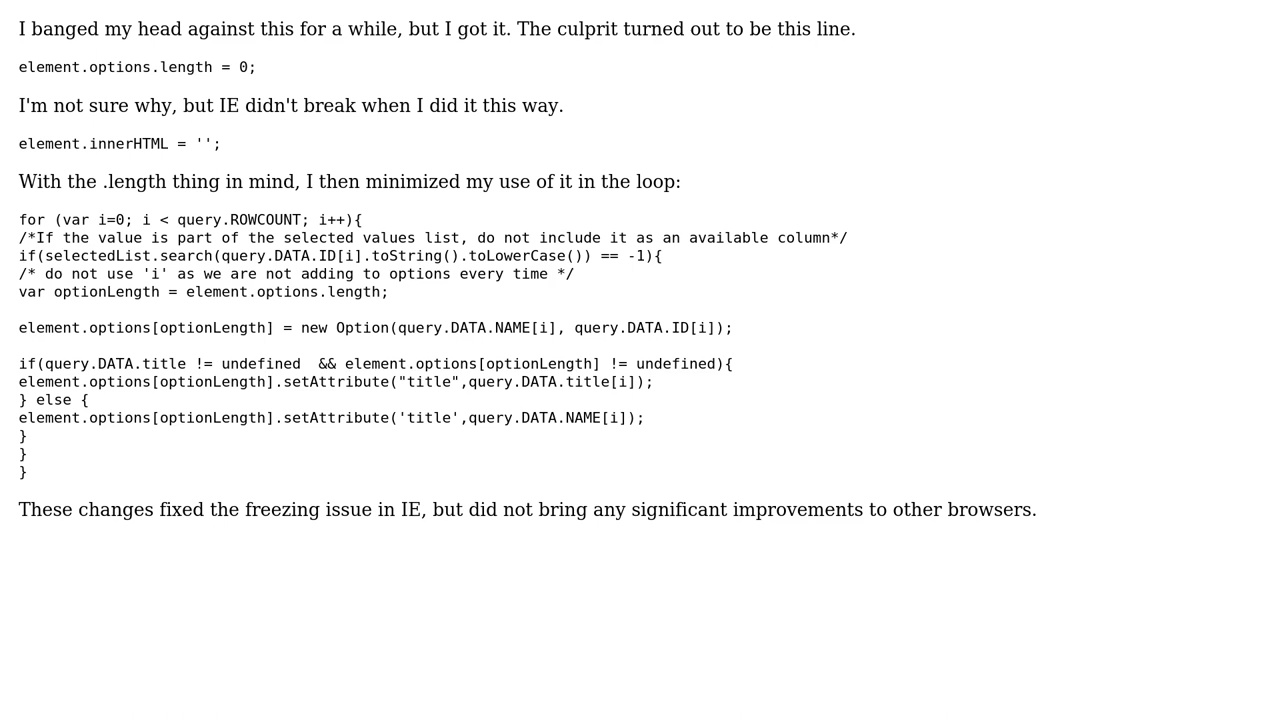 I banged my head against this for a while, but I got it. The culprit turned out to be this line.
element.options.length = 0;
I'm not sure why, but IE didn't break when I did it this way.
element.innerHTML = '';
With the .length thing in mind, I then minimized my use of it in the loop:
for (var i=0; i < query.ROWCOUNT; i++){
/*If the value is part of the selected values list, do not include it as an available column*/
if(selectedList.search(query.DATA.ID[i].toString().toLowerCase()) == -1){
/* do not use 'i' as we are not adding to options every time */
var optionLength = element.options.length;
element.options[optionLength] = new Option(query.DATA.NAME[i], query.DATA.ID[i]);
if(query.DATA.title != undefined  && element.options[optionLength] != undefined){
element.options[optionLength].setAttribute("title",query.DATA.title[i]);
} else {
element.options[optionLength].setAttribute('title',query.DATA.NAME[i]);
}
}
}
These changes fixed the freezing issue in IE, but did not bring any significant improvements to other browsers.